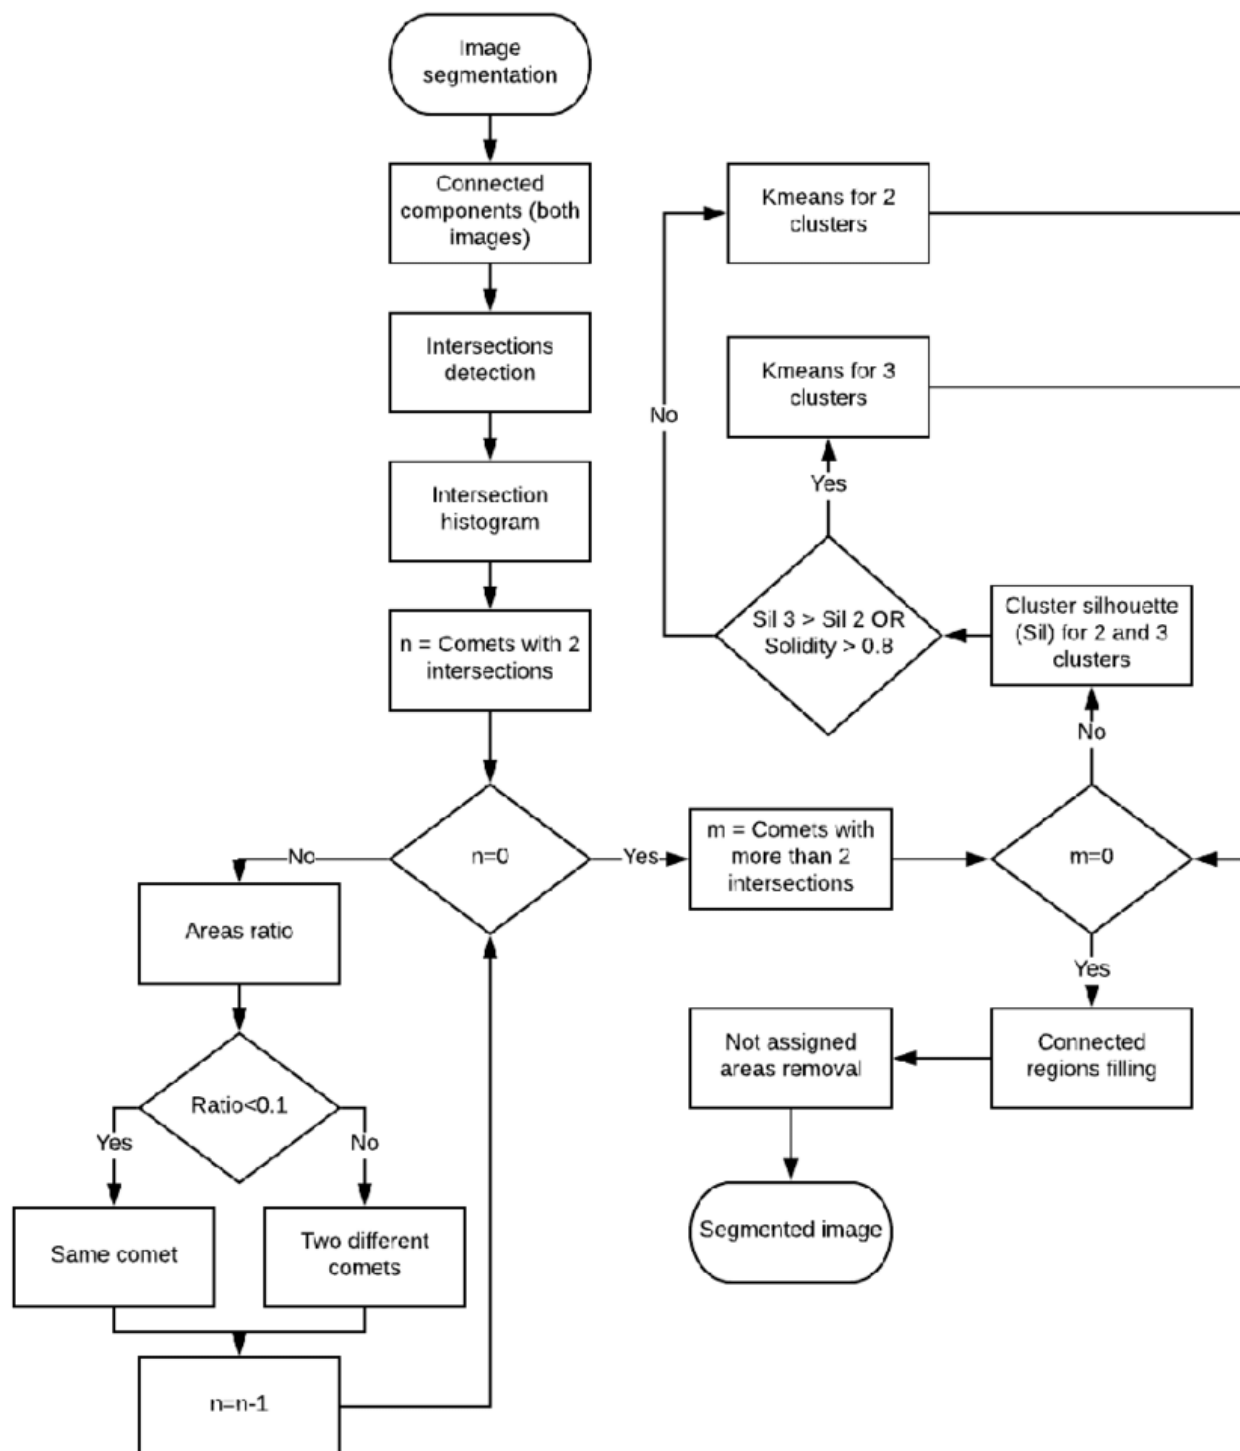 Image
segmentation
Connected
components (both
images)
Intersections
detection
Intersection
histogram
n = Comets with 2
intersections
n=0
No
Yes
Areas ratio
Ratio<0.1
Yes
No
Same comet
Two different
comets
n=n-1
m = Comets with
more than 2
intersections
m=0
No
Yes
Cluster silhouette
(Sil) for 2 and 3
clusters
Sil 3 > Sil 2 OR
Solidity > 0.8
Yes
No
Kmeans for 3
clusters
Kmeans for 2
clusters
Connected
regions filling
Not assigned
areas removal
Segmented image